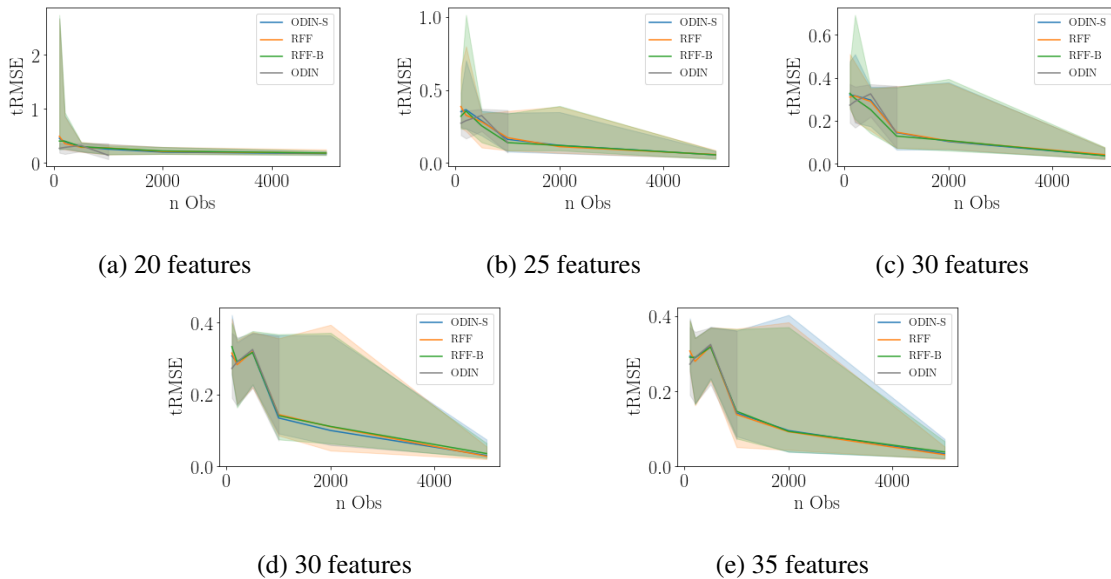 tRMSE
2
1
0
0
2000
4000
n Obs
ODIN-S
RFF
RFF-B
ODIN
(a) 20 features
tRMSE
1.0
0.5
0.0
0
2000
4000
n Obs
ODIN-S
RFF
RFF-B
ODIN
(b) 25 features
tRMSE
0.6
0.4
0.2
0.0
0
2000
4000
n Obs
ODIN-S
RFF
RFF-B
ODIN
(c) 30 features
tRMSE
0.4
0.2
0.0
0
2000
4000
n Obs
ODIN-S
RFF
RFF-B
ODIN
(d) 30 features
tRMSE
0.4
0.2
0.0
0
2000
4000
n Obs
ODIN-S
RFF
RFF-B
ODIN
(e) 35 features